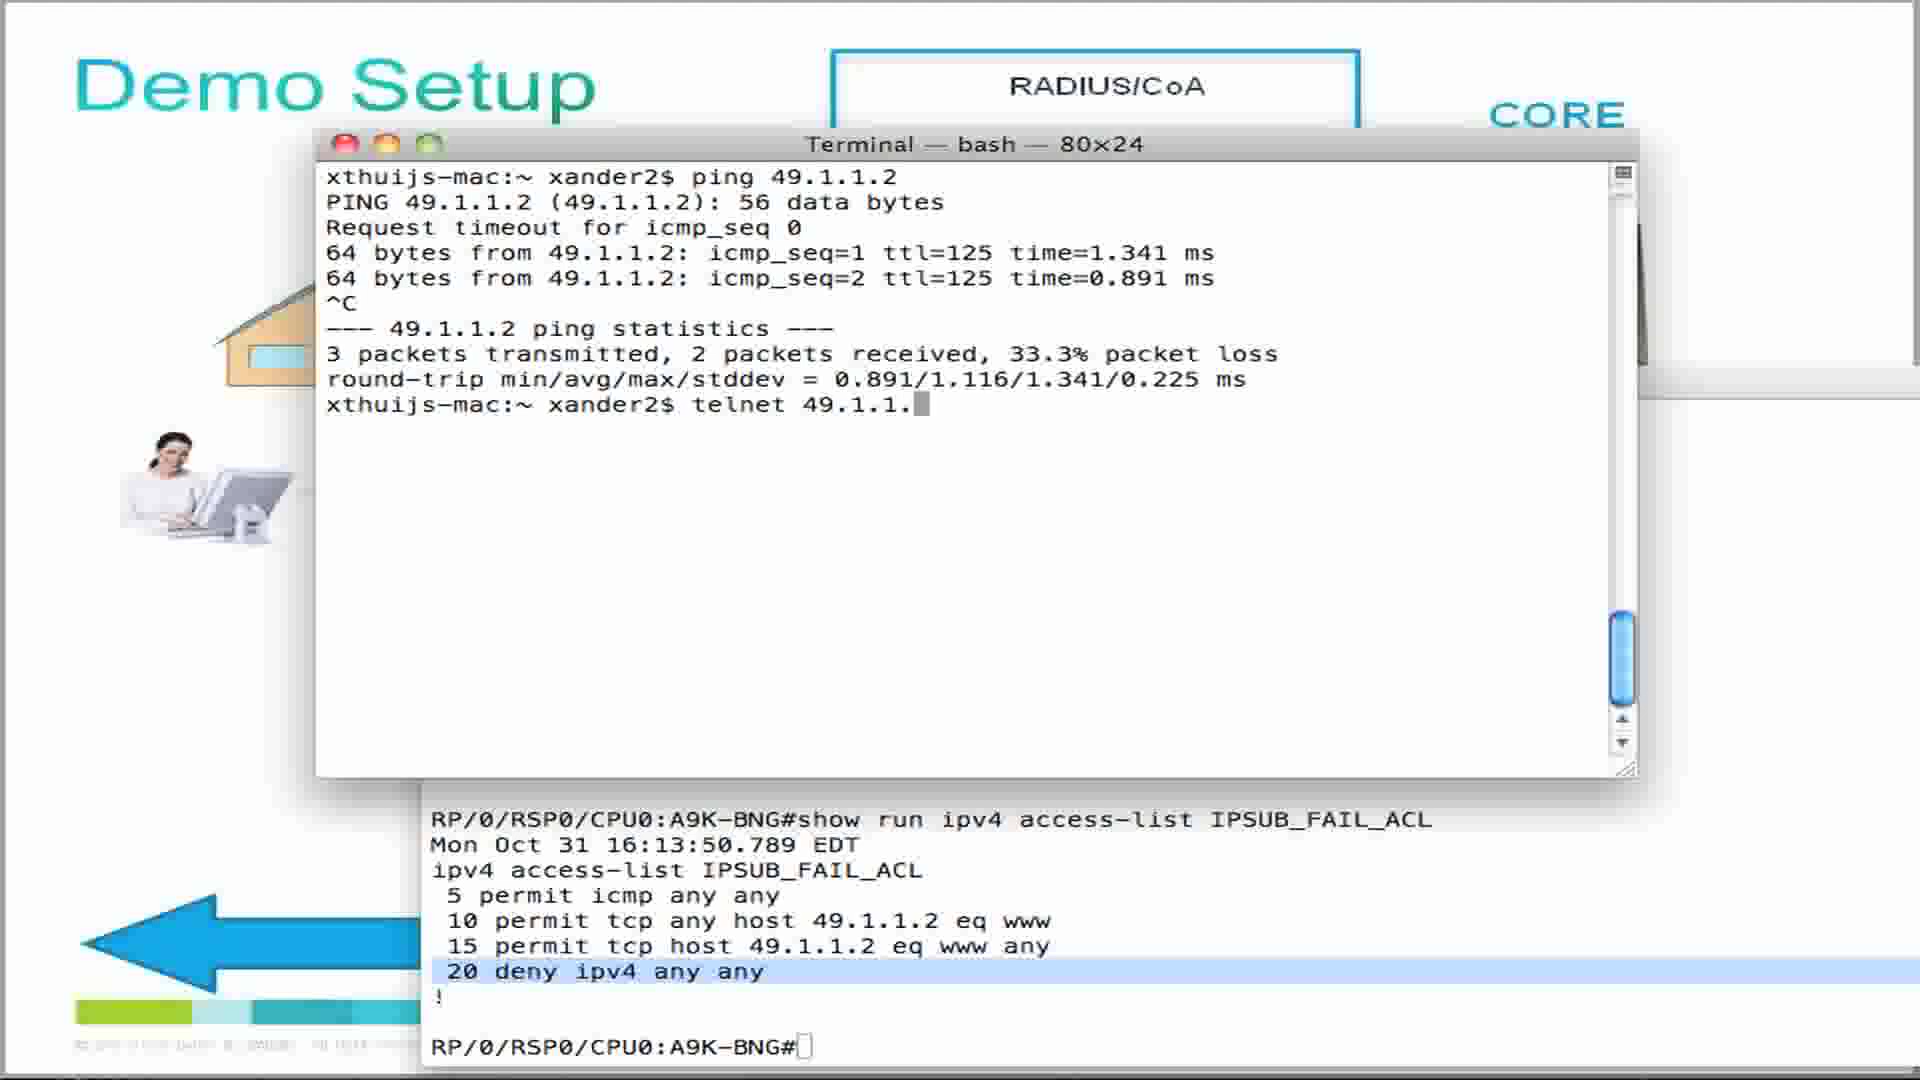 Demo Setup
RADIUS/CoA
CORE
Terminal — bash — 80×24
xthuijs-mac:~ xander2$ ping 49.1.1.2
PING 49.1.1.2 (49.1.1.2): 56 data bytes
Request timeout for icmp_seq 0
64 bytes from 49.1.1.2: icmp_seq=1 ttl=125 time=1.341 ms
64 bytes from 49.1.1.2: icmp_seq=2 ttl=125 time=0.891 ms
^C
--- 49.1.1.2 ping statistics ---
3 packets transmitted, 2 packets received, 33.3% packet loss
round-trip min/avg/max/stddev = 0.891/1.116/1.341/0.225 ms
xthuijs-mac:~ xander2$ telnet 49.1.1.
RP/0/RSP0/CPU0:A9K-BNG#show run ipv4 access-list IPSUB_FAIL_ACL
Mon Oct 31 16:13:50.789 EDT
ipv4 access-list IPSUB_FAIL_ACL
5 permit icmp any any
10 permit tcp any host 49.1.1.2 eq www
15 permit tcp host 49.1.1.2 eq www any
20 deny ipv4 any any
!
RP/0/RSP0/CPU0:A9K-BNG#